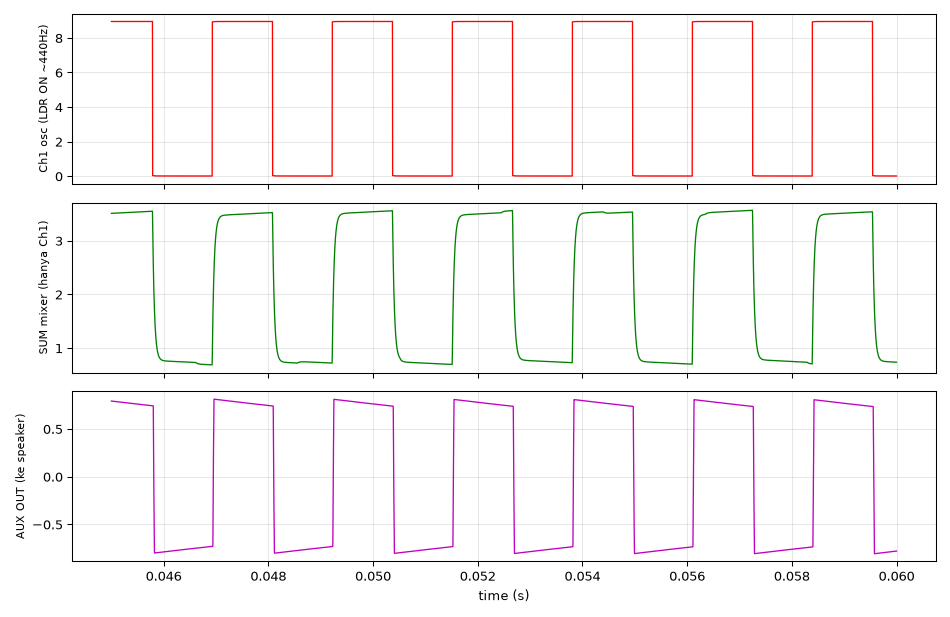 Ch1 osc (LDR ON ~440Hz)
8
6
4
2
0
SUM mixer (hanya Ch1)
3
2
1
AUX OUT (ke speaker)
0.5
0.0
−0.5
0.046 0.048 0.050 0.052 0.054 0.056 0.058 0.060
time (s)